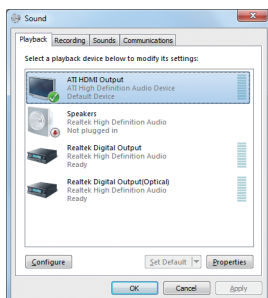 Sound
Playback Recording Sounds Communications
Select a playback device below to modify its settings:
ATI HDMI Output
ATI High Definition Audio Device
Default Device
Speakers
Realtek High Definition Audio
Not plugged in
Realtek Digital Output
Realtek High Definition Audio
Ready
Realtek Digital Output(Optical)
Realtek High Definition Audio
Ready
Configure Set Default Properties
OK Cancel Apply